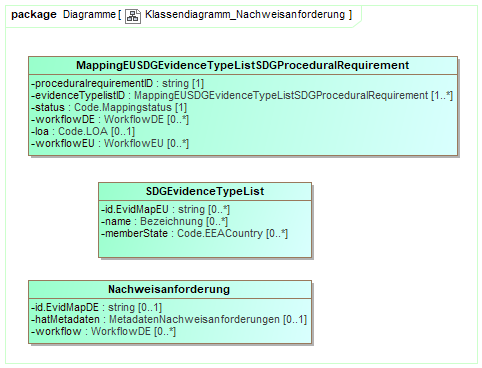 package Diagramme [ Klassendiagramm_Nachweisanforderung ]
MappingEUSDGEvidenceTypeListSDGProceduralRequirement
-proceduralrequirementID : string [1]
-evidenceTypelistID : MappingEUSDGEvidenceTypeListSDGProceduralRequirement [1..*]
-status : Code.Mappingstatus [1]
-workflowDE : WorkflowDE [0..*]
-loa : Code.LOA [0..1]
-workflowEU : WorkflowEU [0..*]
SDGEvidenceTypeList
-id.EvidMapEU : string [0..*]
-name : Bezeichnung [0..*]
-memberState : Code.EEACountry [0..*]
Nachweisanforderung
-id.EvidMapDE : string [0..1]
-hatMetadaten : MetadatenNachweisanforderungen [0..1]
-workflow : WorkflowDE [0..*]